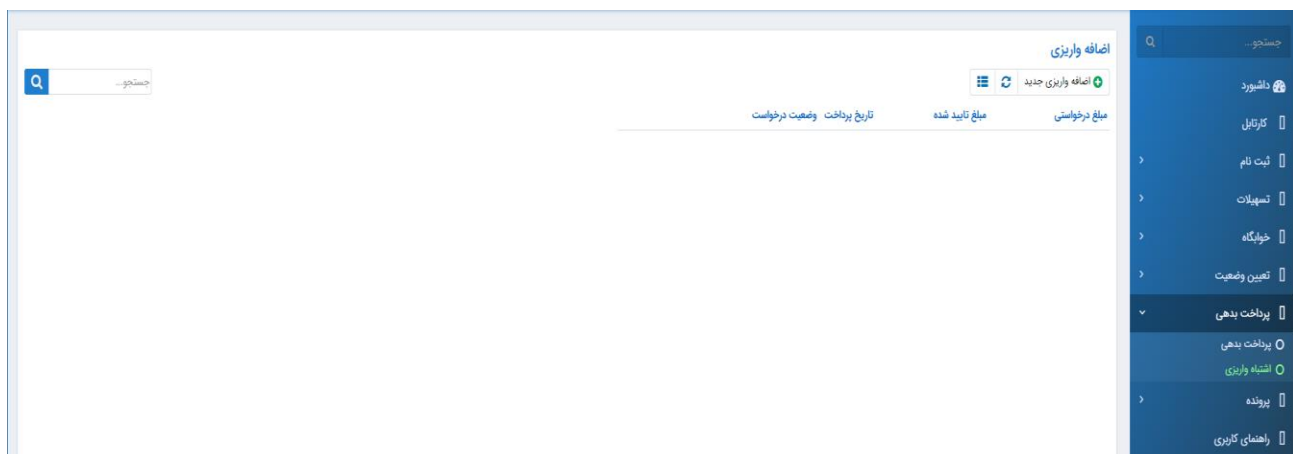 جستجو...
داشبورد
کارتابل
ثبت نام
تسهیلات
خوابگاه
تعیین وضعیت
پرداخت بدهی
پرداخت بدهی
اشتباه واریزی
پرونده
راهنمای کاربری
اضافه واریزی
اضافه واریزی جدید
جستجو...
مبلغ درخواستی مبلغ تایید شده تاریخ پرداخت وضعیت درخواست